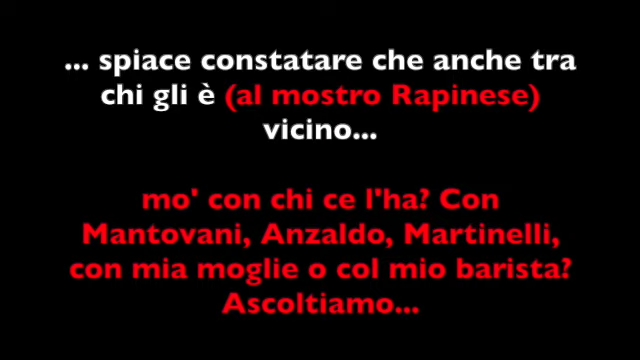 ... spiace constatare che anche tra
chi gli è (al mostro Rapinese)
vicino...
mo' con chi ce l'ha? Con
Mantovani, Anzaldo, Martinelli,
con mia moglie o col mio barista?
Ascoltiamo...